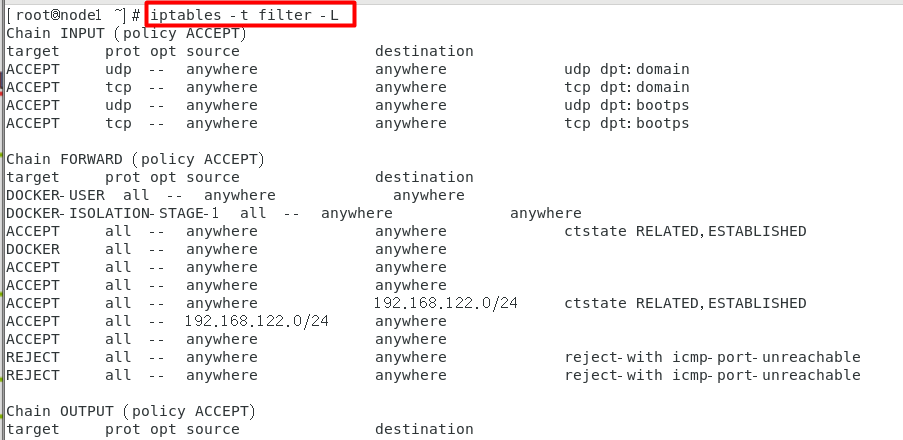 [root@node1 ~]# iptables -t filter -L
Chain INPUT (policy ACCEPT)
target     prot opt source               destination
ACCEPT     udp  --  anywhere             anywhere             udp dpt:domain
ACCEPT     tcp  --  anywhere             anywhere             tcp dpt:domain
ACCEPT     udp  --  anywhere             anywhere             udp dpt:bootps
ACCEPT     tcp  --  anywhere             anywhere             tcp dpt:bootps

Chain FORWARD (policy ACCEPT)
target     prot opt source               destination
DOCKER-USER  all  --  anywhere             anywhere
DOCKER-ISOLATION-STAGE-1  all  --  anywhere             anywhere
ACCEPT     all  --  anywhere             anywhere             ctstate RELATED,ESTABLISHED
DOCKER     all  --  anywhere             anywhere
ACCEPT     all  --  anywhere             anywhere
ACCEPT     all  --  anywhere             anywhere
ACCEPT     all  --  anywhere             192.168.122.0/24     ctstate RELATED,ESTABLISHED
ACCEPT     all  --  192.168.122.0/24     anywhere
ACCEPT     all  --  anywhere             anywhere
REJECT     all  --  anywhere             anywhere             reject-with icmp-port-unreachable
REJECT     all  --  anywhere             anywhere             reject-with icmp-port-unreachable

Chain OUTPUT (policy ACCEPT)
target     prot opt source               destination